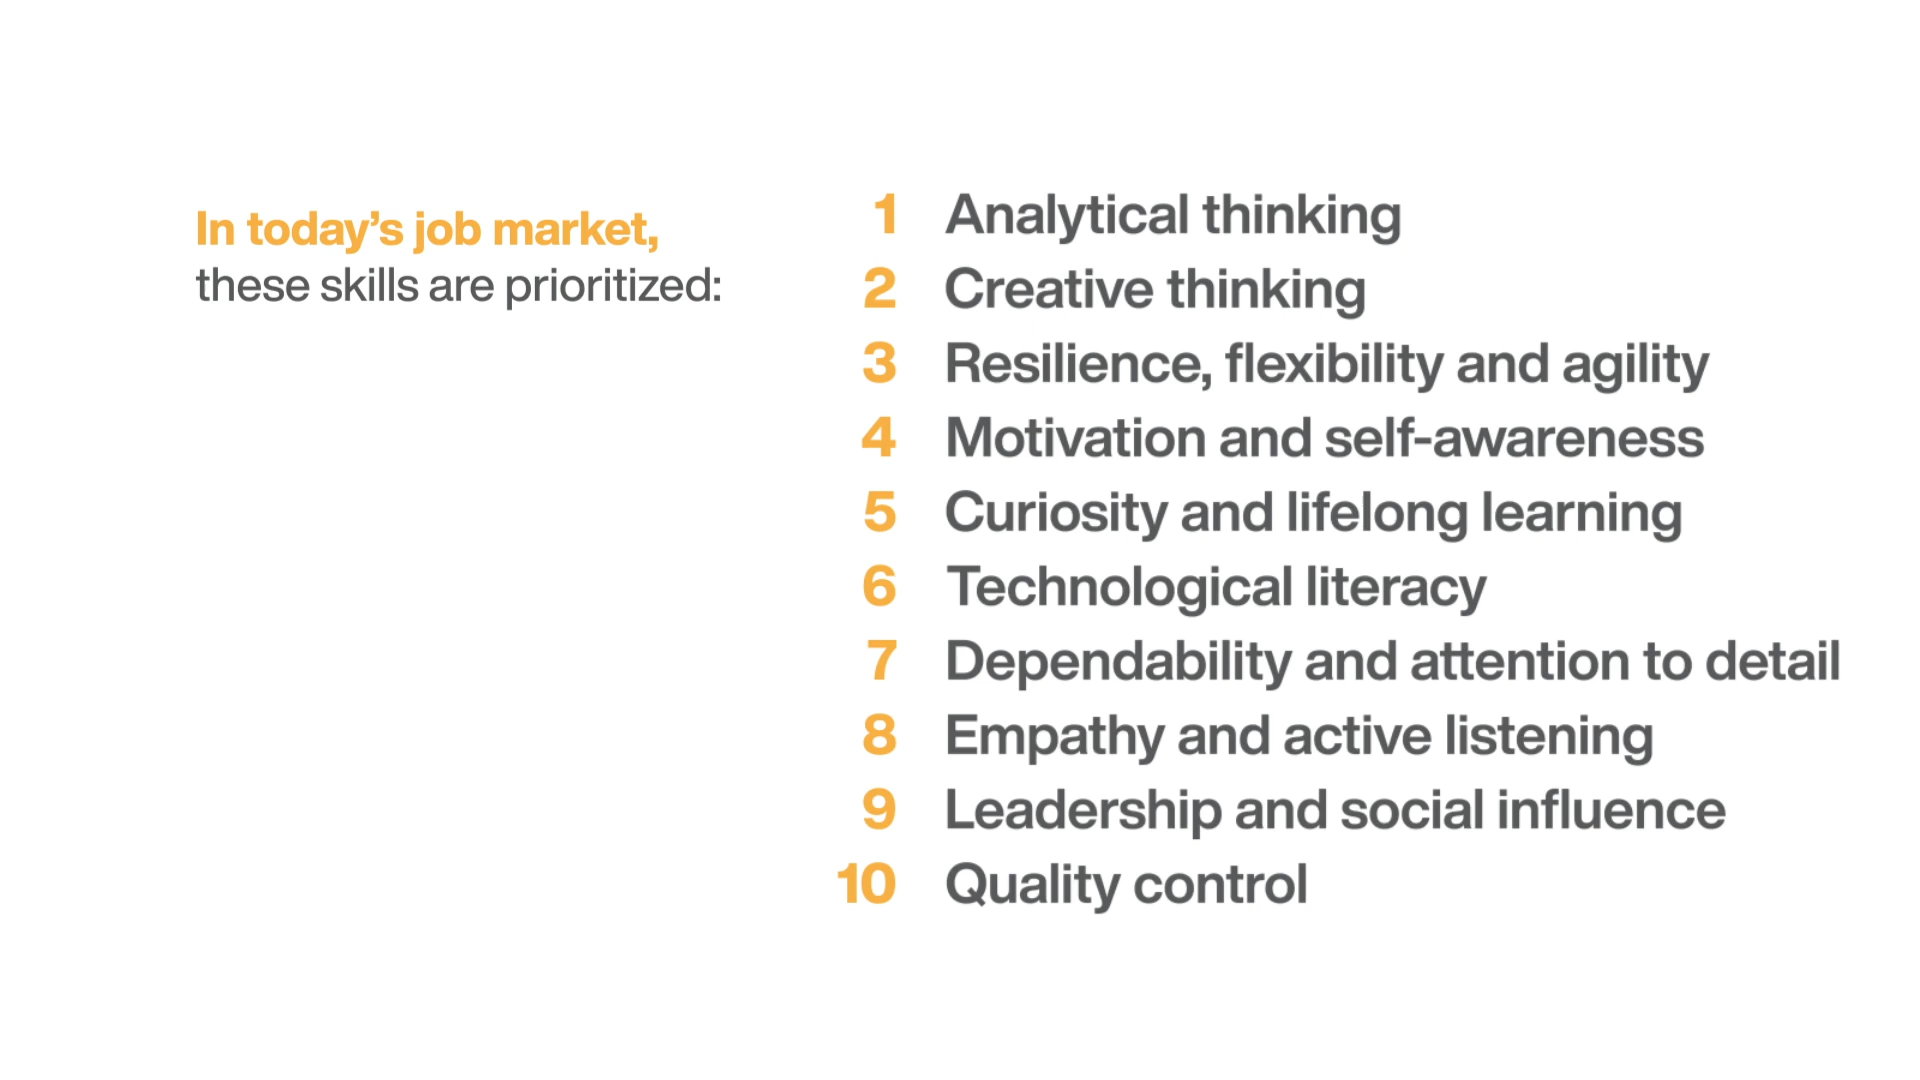 In today’s job market,
these skills are prioritized:
1 Analytical thinking
2 Creative thinking
3 Resilience, flexibility and agility
4 Motivation and self-awareness
5 Curiosity and lifelong learning
6 Technological literacy
7 Dependability and attention to detail
8 Empathy and active listening
9 Leadership and social influence
10 Quality control